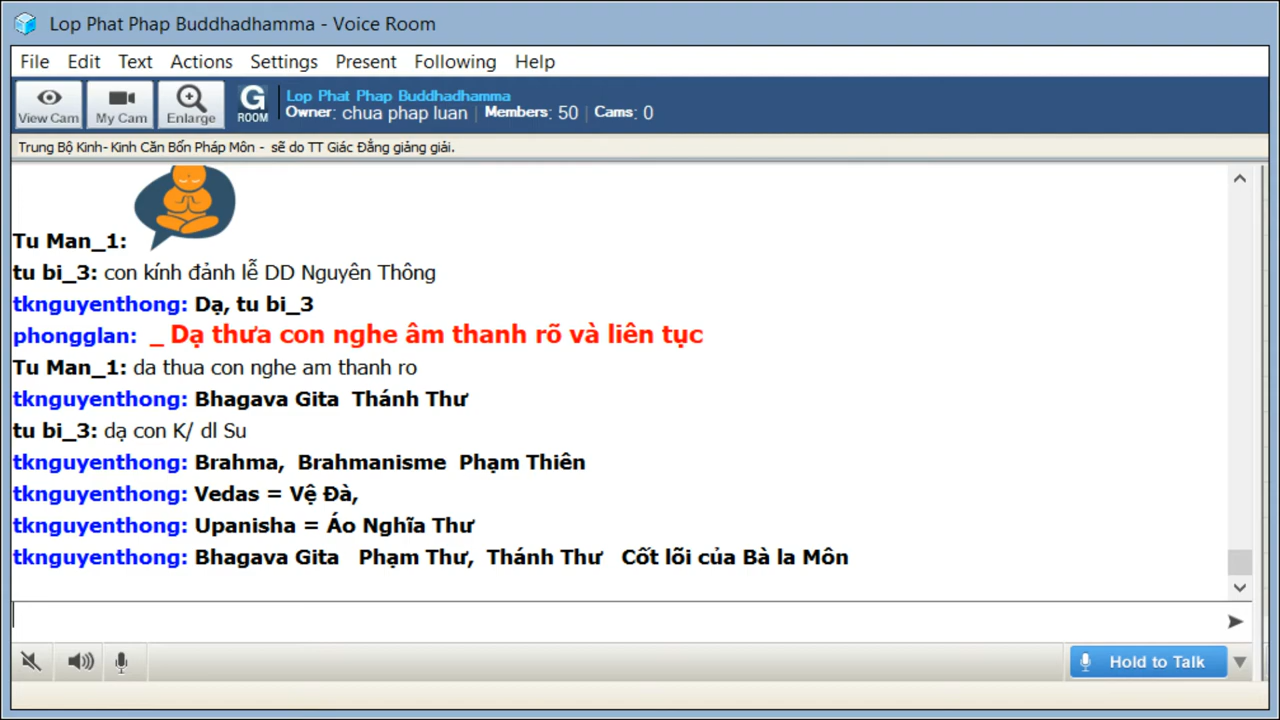 Lop Phat Phap Buddhadhamma - Voice Room
File Edit Text Actions Settings Present Following Help
View Cam My Cam Enlarge G ROOM Lop Phat Phap Buddhadhamma
Owner: chua phap luan | Members: 50 | Cams: 0
Trung Bộ Kinh- Kinh Căn Bổn Pháp Môn - sẽ do TT Giác Đẳng giảng giải.
Tu Man_1:
tu bi_3: con kính đảnh lễ DD Nguyên Thông
tknguyenthong: Dạ, tu bi_3
phongglan: _ Dạ thưa con nghe âm thanh rõ và liên tục
Tu Man_1: da thua con nghe am thanh ro
tknguyenthong: Bhagava Gita Thánh Thư
tu bi_3: dạ con K/ dl Su
tknguyenthong: Brahma, Brahmanisme Phạm Thiên
tknguyenthong: Vedas = Vệ Đà,
tknguyenthong: Upanisha = Áo Nghĩa Thư
tknguyenthong: Bhagava Gita Phạm Thư, Thánh Thư Cốt lõi của Bà la Môn
Hold to Talk